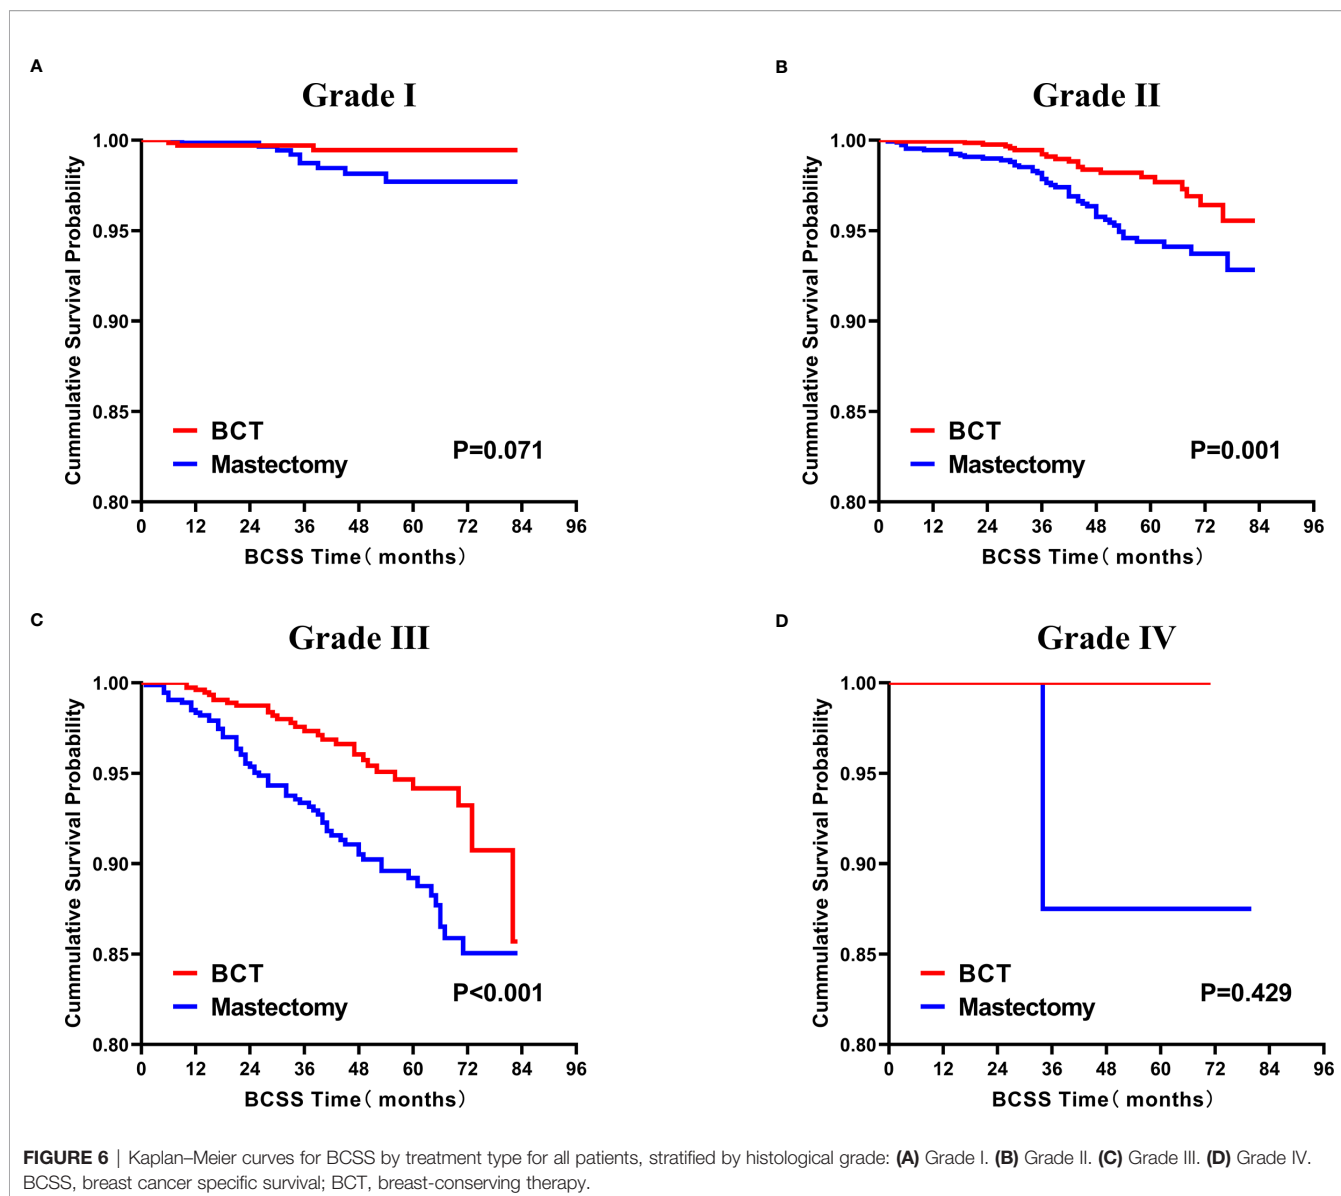 A
Grade I
Cummulative Survival Probability
1.00
0.95
0.90
0.85
0.80
BCT
Mastectomy
P=0.071
0 12 24 36 48 60 72 84 96
BCSS Time( months)
B
Grade II
Cummulative Survival Probability
1.00
0.95
0.90
0.85
0.80
BCT
Mastectomy
P=0.001
0 12 24 36 48 60 72 84 96
BCSS Time( months)
C
Grade III
Cummulative Survival Probability
1.00
0.95
0.90
0.85
0.80
BCT
Mastectomy
P<0.001
0 12 24 36 48 60 72 84 96
BCSS Time( months)
D
Grade IV
Cummulative Survival Probability
1.00
0.95
0.90
0.85
0.80
BCT
Mastectomy
P=0.429
0 12 24 36 48 60 72 84 96
BCSS Time( months)
FIGURE 6 | Kaplan–Meier curves for BCSS by treatment type for all patients, stratified by histological grade: (A) Grade I. (B) Grade II. (C) Grade III. (D) Grade IV.
BCSS, breast cancer specific survival; BCT, breast-conserving therapy.